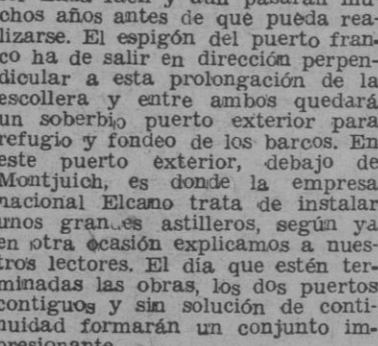 chos años antes de que pueda rea-
lizarse. El espigón del puerto fran-
co ha de salir en dirección perpen-
dicular a esta prolongación de la
escollera y entre ambos quedará
un soberbio puerto exterior para
refugio y fondeo de los barcos. En
este puerto exterior, debajo de
Montjuich, es donde la empresa
nacional Elcano trata de instalar
unos grandes astilleros, según ya
en otra ocasión explicamos a nues-
tros lectores. El día que estén ter-
minadas las obras, los dos puertos
contiguos y sin solución de conti-
nuidad formarán un conjunto im-
presionante.